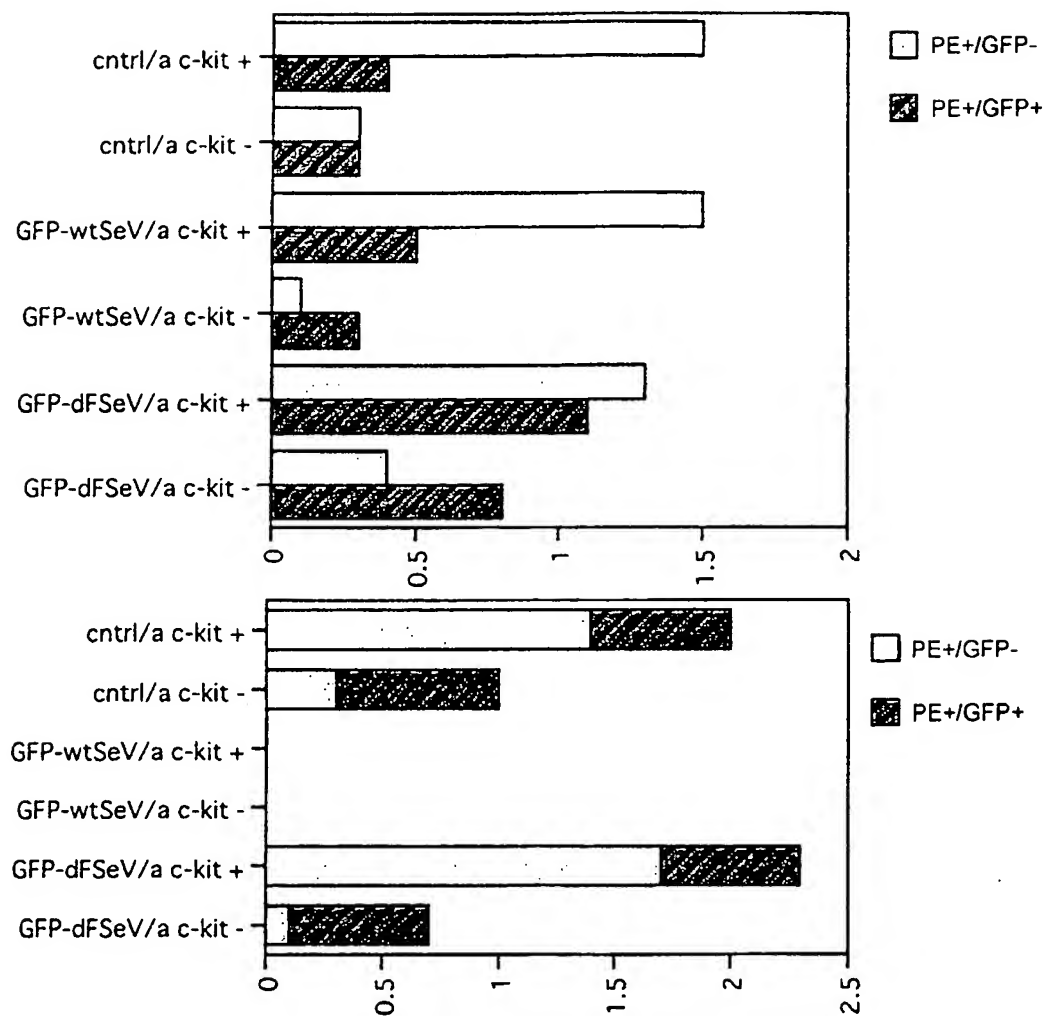 cntrl/a c-kit +
cntrl/a c-kit -
GFP-wtSeV/a c-kit +
GFP-wtSeV/a c-kit -
GFP-dFSeV/a c-kit +
GFP-dFSeV/a c-kit -
0
0.5
1
1.5
2
PE+/GFP-
PE+/GFP+
cntrl/a c-kit +
cntrl/a c-kit -
GFP-wtSeV/a c-kit +
GFP-wtSeV/a c-kit -
GFP-dFSeV/a c-kit +
GFP-dFSeV/a c-kit -
0
0.5
1
1.5
2
2.5
PE+/GFP-
PE+/GFP+